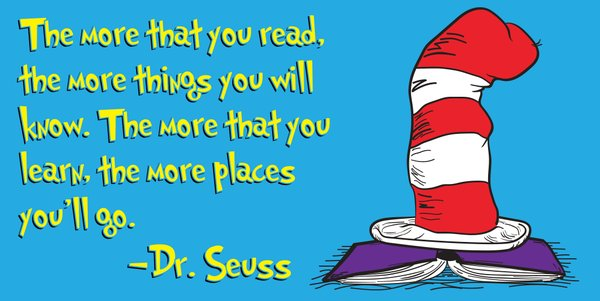 The more that you read,
the more things you will
know. The more that you
learn, the more places
you'll go.
-Dr. Seuss